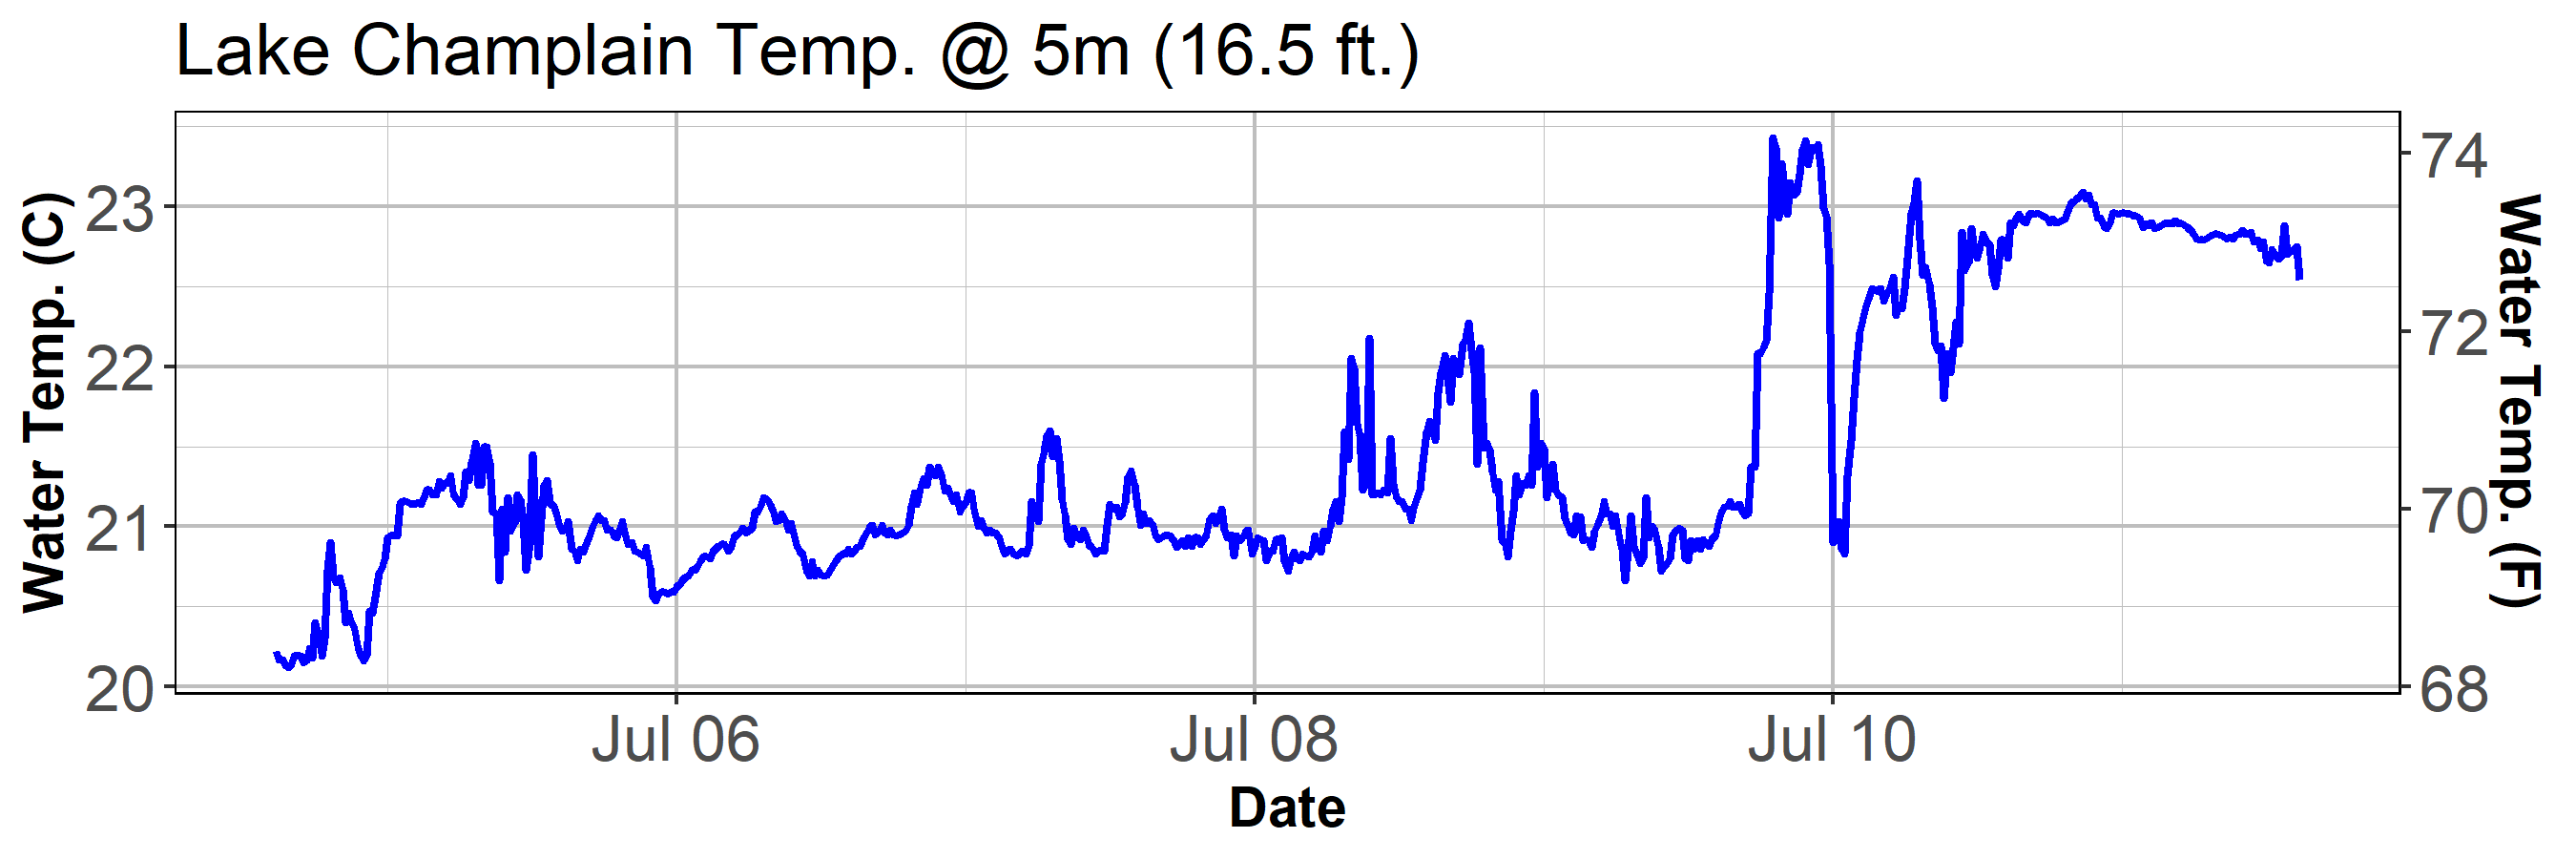 Lake Champlain Temp. @ 5m (16.5 ft.)
Water Temp. (C)
23
22
21
20
74
72
70
68
Water Temp. (F)
Jul 06
Jul 08
Jul 10
Date